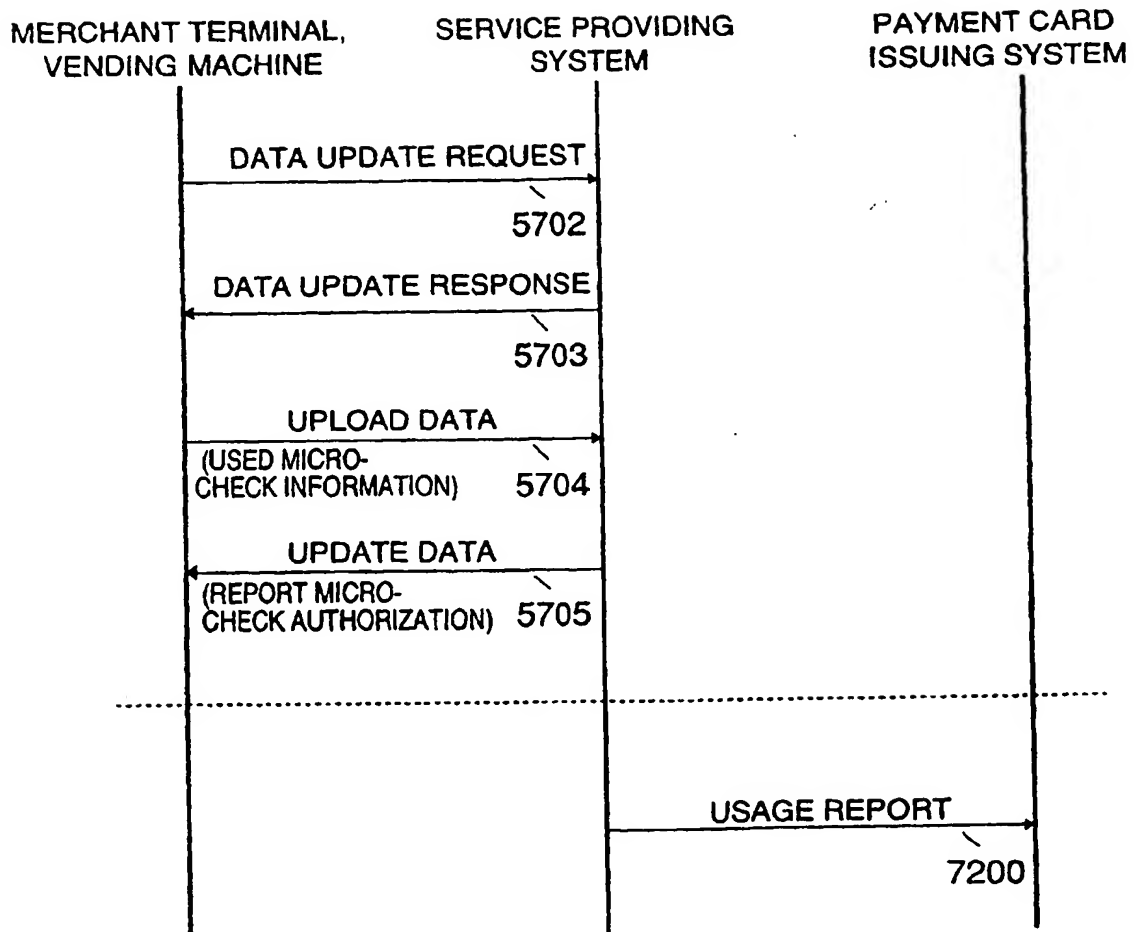 MERCHANT TERMINAL,
VENDING MACHINE
SERVICE PROVIDING
SYSTEM
PAYMENT CARD
ISSUING SYSTEM
DATA UPDATE REQUEST
5702
DATA UPDATE RESPONSE
5703
UPLOAD DATA
(USED MICRO-
CHECK INFORMATION)
5704
UPDATE DATA
(REPORT MICRO-
CHECK AUTHORIZATION)
5705
USAGE REPORT
7200